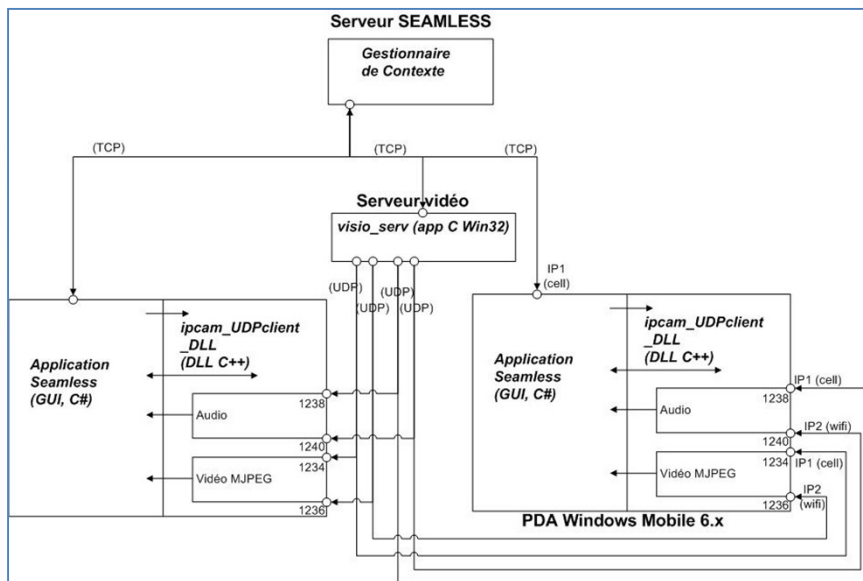 Serveur SEAMLESS
Gestionnaire
de Contexte
(TCP)
(TCP)
(TCP)
Serveur vidéo
visio_serv (app C Win32)
IP1
(cell)
(UDP)
(UDP)
(UDP)
(UDP)
Application
Seamless
(GUI, C#)
ipcam_UDPclient
_DLL
(DLL C++)
Audio
1238
1240
Vidéo MJPEG
1234
1236
Application
Seamless
(GUI, C#)
ipcam_UDPclient
_DLL
(DLL C++)
Audio
IP1 (cell)
1238
IP2 (wifi)
1240
Vidéo MJPEG
1234
IP1 (cell)
IP2
(wifi)
1236
PDA Windows Mobile 6.x